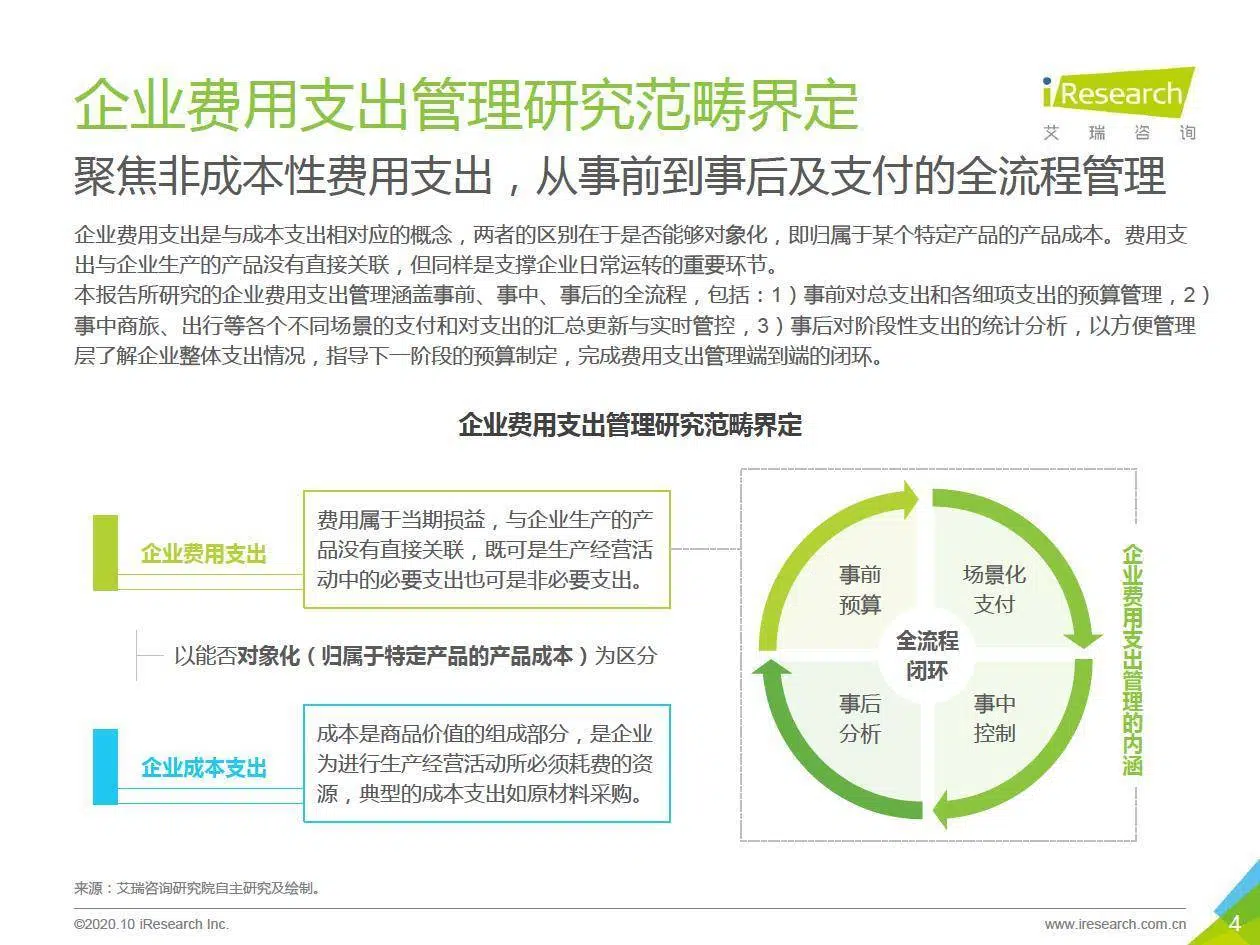 企业费用支出管理研究范畴界定
iResearch
艾瑞咨询
聚焦非成本性费用支出，从事前到事后及支付的全流程管理
企业费用支出是与成本支出相对应的概念，两者的区别在于是否能够对象化，即归属于某个特定产品的产品成本。费用支
出与企业生产的产品没有直接关联，但同样是支撑企业日常运转的重要环节。
本报告所研究的企业费用支出管理涵盖事前、事中、事后的全流程，包括：1）事前对总支出和各细项支出的预算管理，2）
事中商旅、出行等各个不同场景的支付和对支出的汇总更新与实时管控，3）事后对阶段性支出的统计分析，以方便管理
层了解企业整体支出情况，指导下一阶段的预算制定，完成费用支出管理端到端的闭环。
企业费用支出管理研究范畴界定
企业费用支出
费用属于当期损益，与企业生产的产
品没有直接关联，既可是生产经营活
动中的必要支出也可是非必要支出。
以能否对象化（归属于特定产品的产品成本）为区分
企业成本支出
成本是商品价值的组成部分，是企业
为进行生产经营活动所必须耗费的资
源，典型的成本支出如原材料采购。
事前
预算
场景化
支付
全流程
闭环
事后
分析
事中
控制
企业费用支出管理的内涵
来源：艾瑞咨询研究院自主研究及绘制。
©2020.10 iResearch Inc.
www.iresearch.com.cn
4